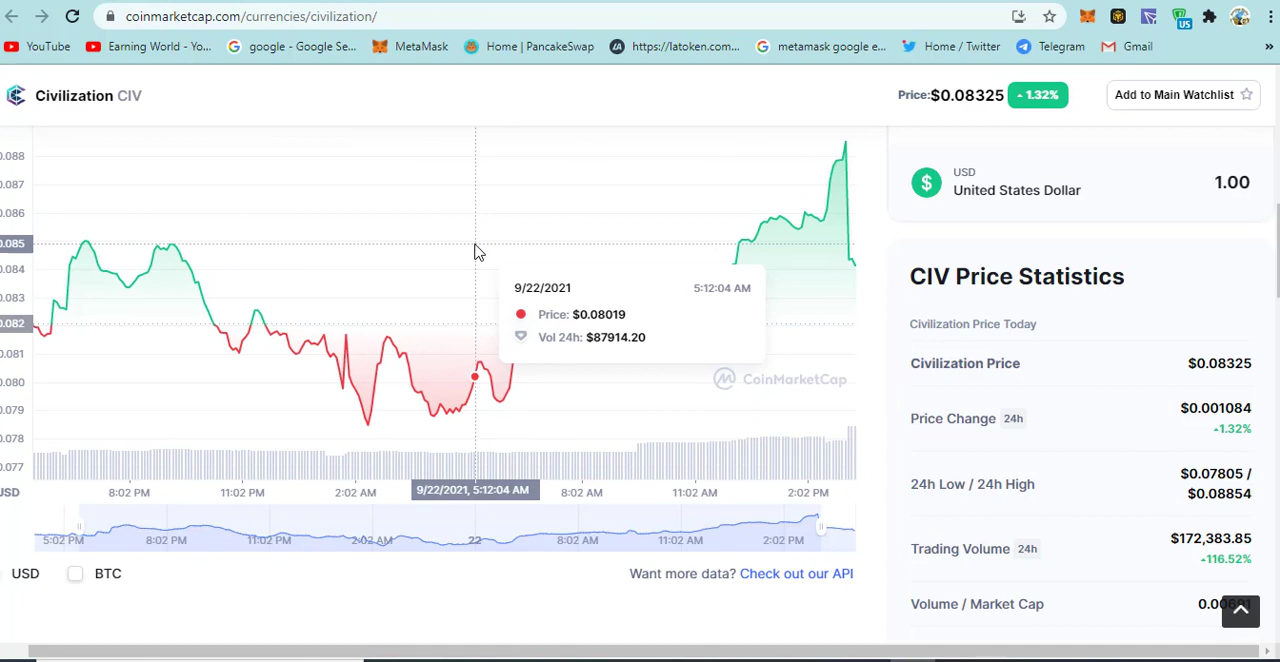 coinmarketcap.com/currencies/civilization/
US
YouTube
Earning World - Yo...
google - Google Se...
MetaMask
Home | PancakeSwap
https://latoken.com...
metamask google e...
Home / Twitter
Telegram
Gmail
»
Civilization CIV
Price:$0.08325
1.32%
Add to Main Watchlist
0.088
0.087
0.086
0.085
0.084
0.083
0.082
0.081
0.080
0.079
0.078
0.077
9/22/2021 5:12:04 AM
Price: $0.08019
Vol 24h: $87914.20
CoinMarketCap
USD 8:02 PM 11:02 PM 2:02 AM 9/22/2021, 5:12:04 AM 8:02 AM 11:02 AM 2:02 PM
5:02 PM 8:02 PM 11:02 PM 2:02 AM 22 8:02 AM 11:02 AM 2:02 PM
USD BTC
Want more data? Check out our API
USD
United States Dollar
1.00
CIV Price Statistics
Civilization Price Today
Civilization Price $0.08325
Price Change 24h $0.001084
1.32%
24h Low / 24h High $0.07805 /
$0.08854
Trading Volume 24h $172,383.85
116.52%
Volume / Market Cap